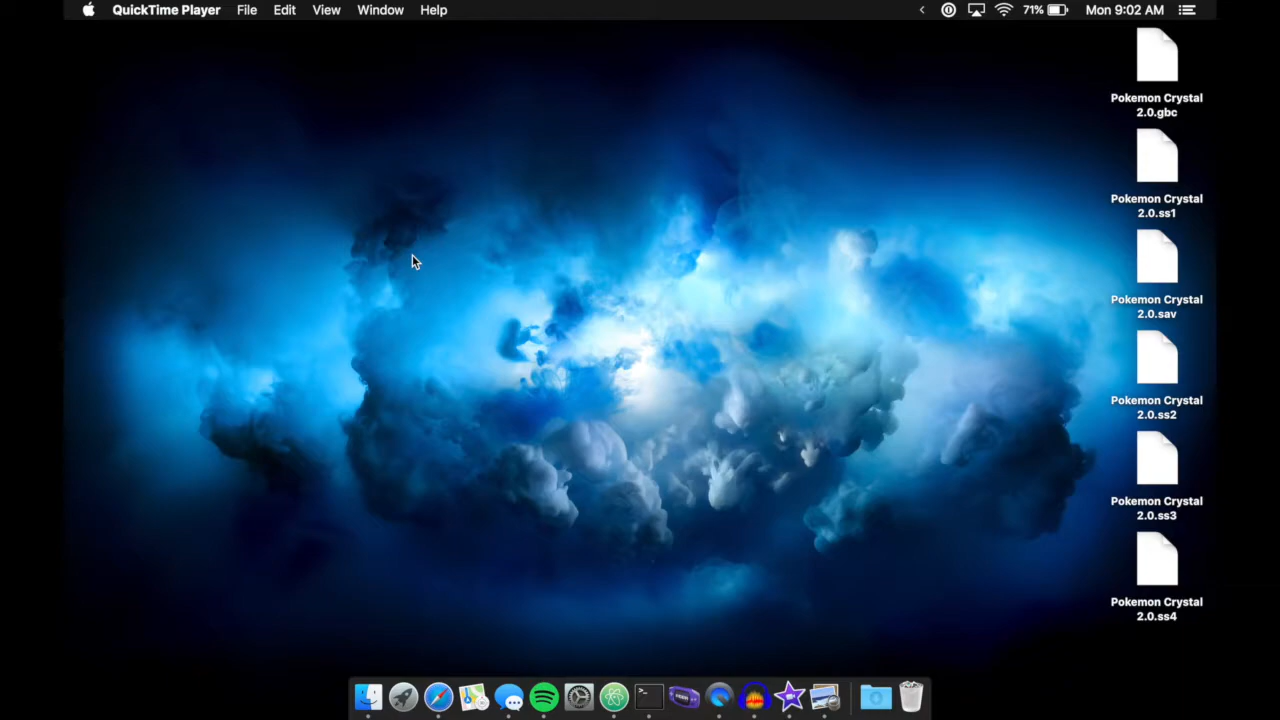 QuickTime Player File Edit View Window Help 71% Mon 9:02 AM
Pokemon Crystal
2.0.gbc
Pokemon Crystal
2.0.ss1
Pokemon Crystal
2.0.sav
Pokemon Crystal
2.0.ss2
Pokemon Crystal
2.0.ss3
Pokemon Crystal
2.0.ss4